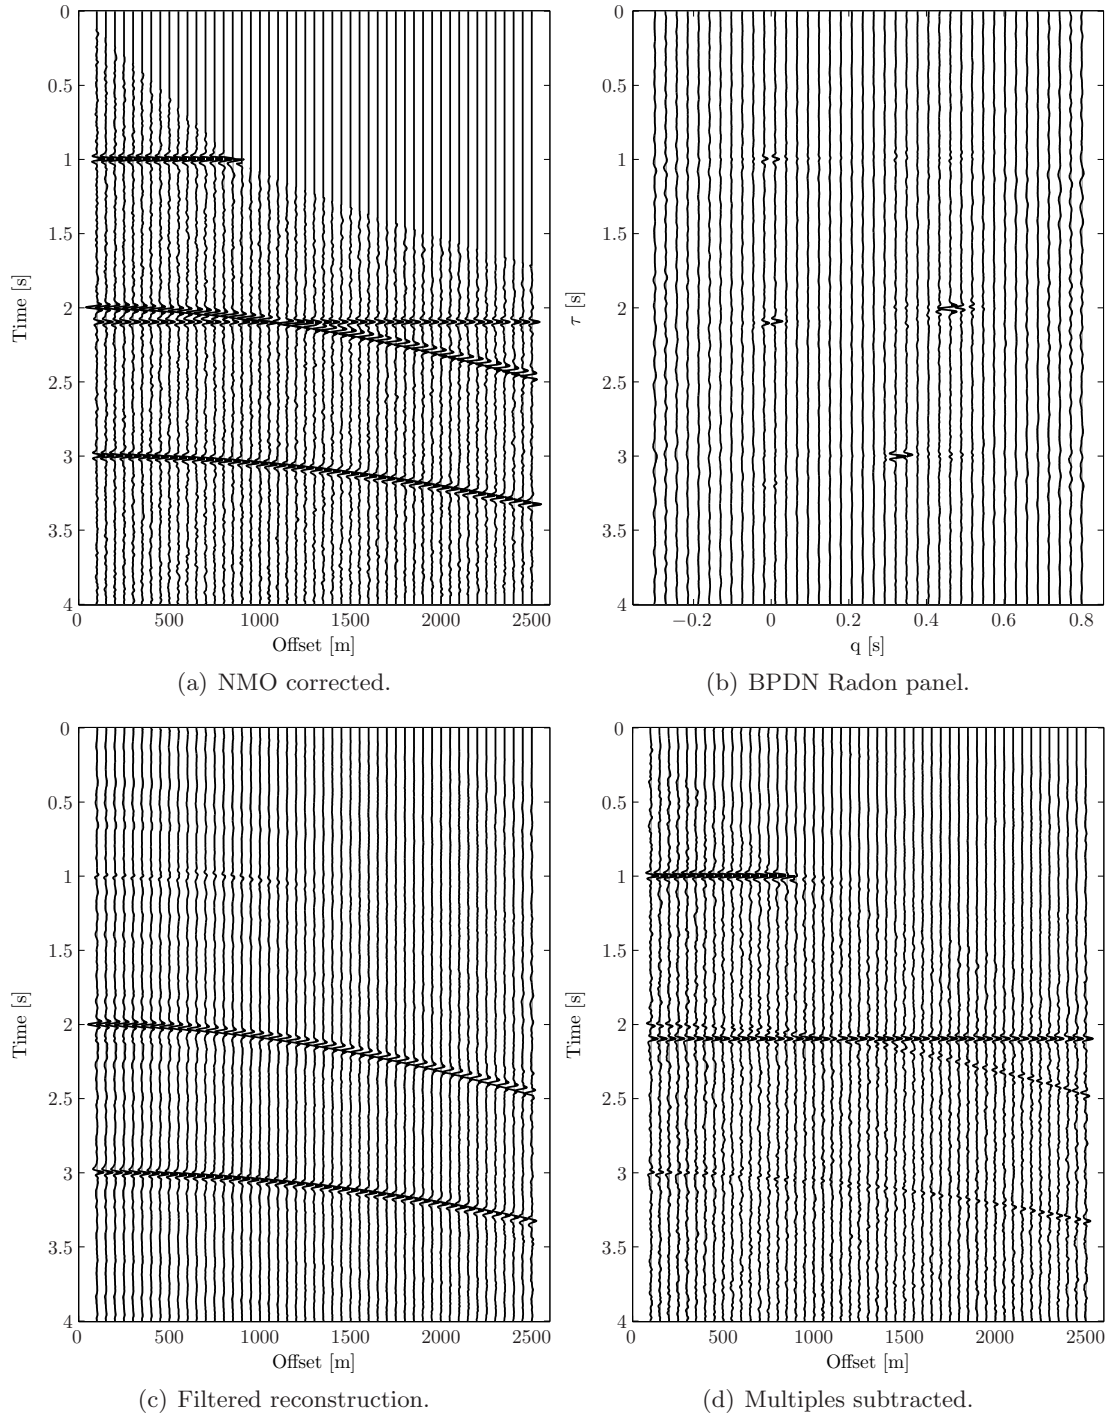 0
0.5
1
1.5
2
2.5
3
3.5
4
Time [s]
0 500 1000 1500 2000 2500
Offset [m]
(a) NMO corrected.
0
0.5
1
1.5
2
2.5
3
3.5
4
τ [s]
−0.2 0 0.2 0.4 0.6 0.8
q [s]
(b) BPDN Radon panel.
0
0.5
1
1.5
2
2.5
3
3.5
4
Time [s]
0 500 1000 1500 2000 2500
Offset [m]
(c) Filtered reconstruction.
0
0.5
1
1.5
2
2.5
3
3.5
4
Time [s]
0 500 1000 1500 2000 2500
Offset [m]
(d) Multiples subtracted.